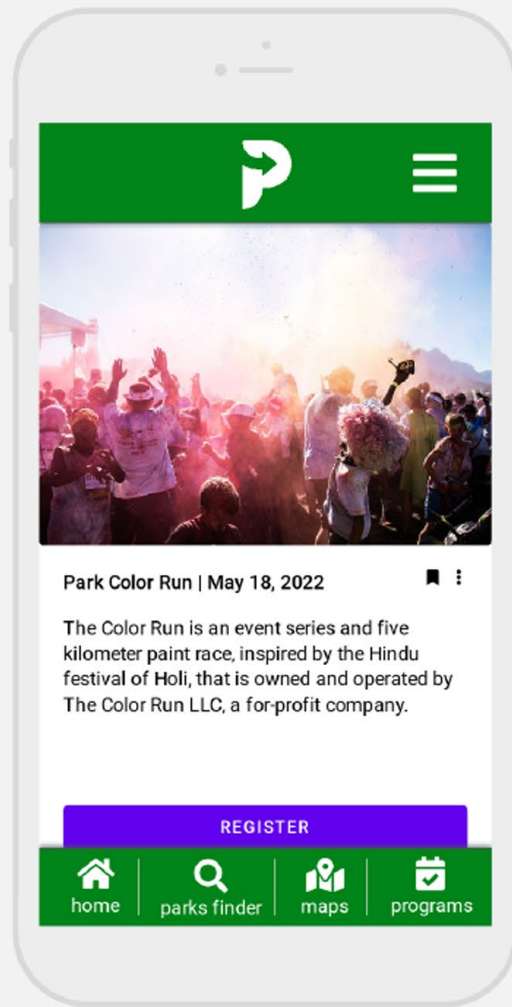 P
Park Color Run | May 18, 2022
The Color Run is an event series and five
kilometer paint race, inspired by the Hindu
festival of Holi, that is owned and operated by
The Color Run LLC, a for-profit company.
REGISTER
home parks finder maps programs